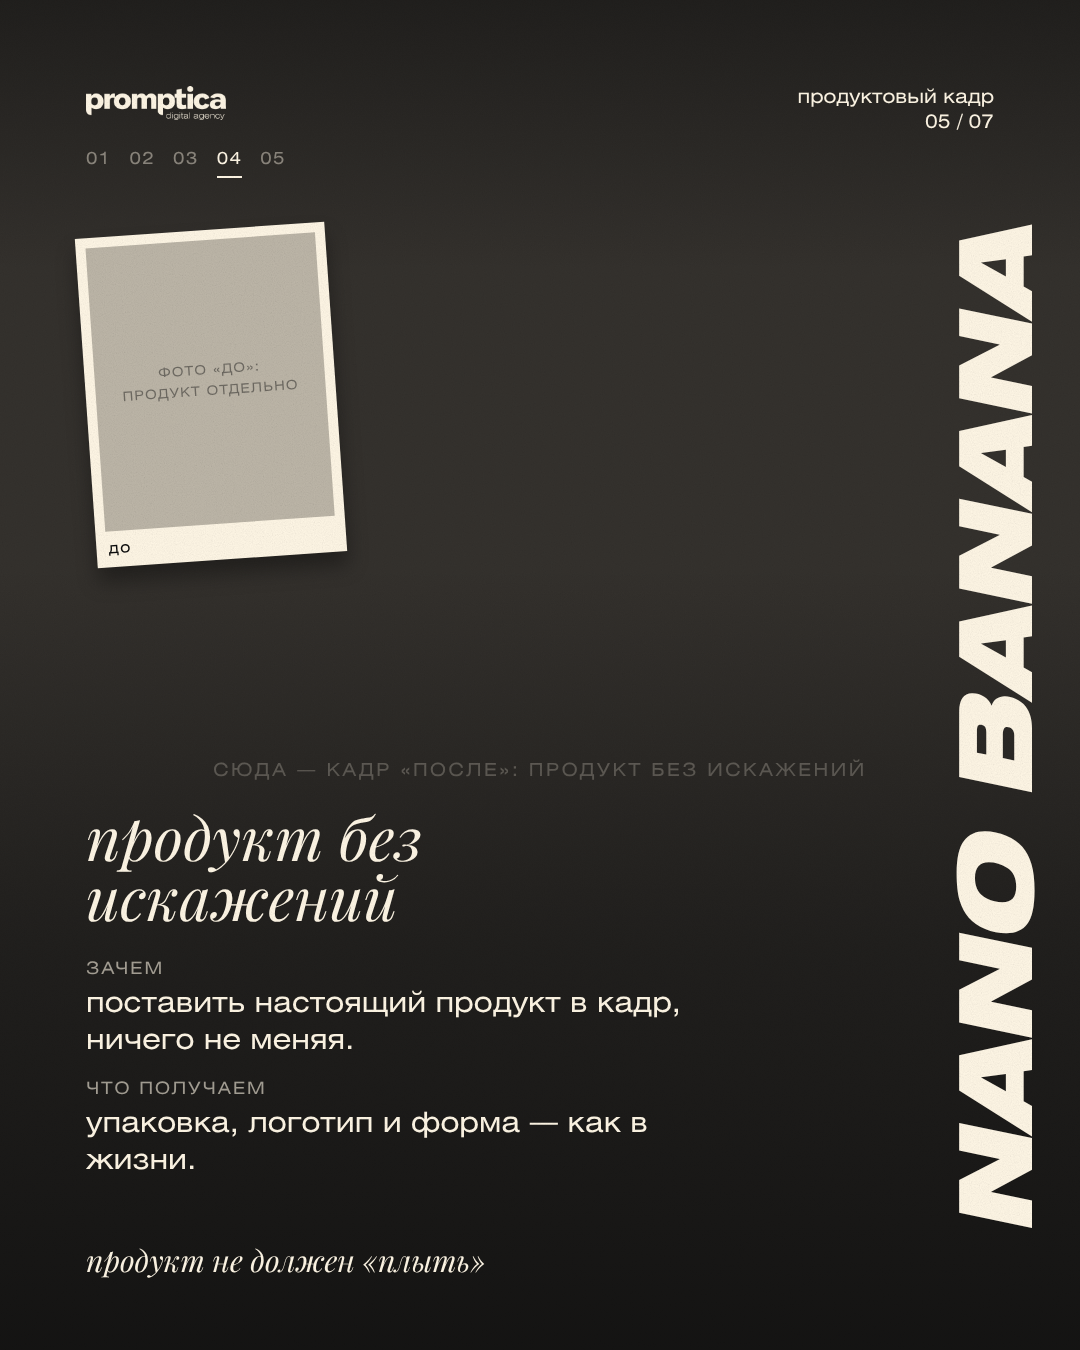 promptica
digital agency
продуктовый кадр
05 / 07
01 02 03 04 05
ФОТО «ДО»:
ПРОДУКТ ОТДЕЛЬНО
ДО
NANO BANANA
СЮДА — КАДР «ПОСЛЕ»: ПРОДУКТ БЕЗ ИСКАЖЕНИЙ
продукт без
искажений
ЗАЧЕМ
поставить настоящий продукт в кадр,
ничего не меняя.
ЧТО ПОЛУЧАЕМ
упаковка, логотип и форма — как в
жизни.
продукт не должен «плыть»